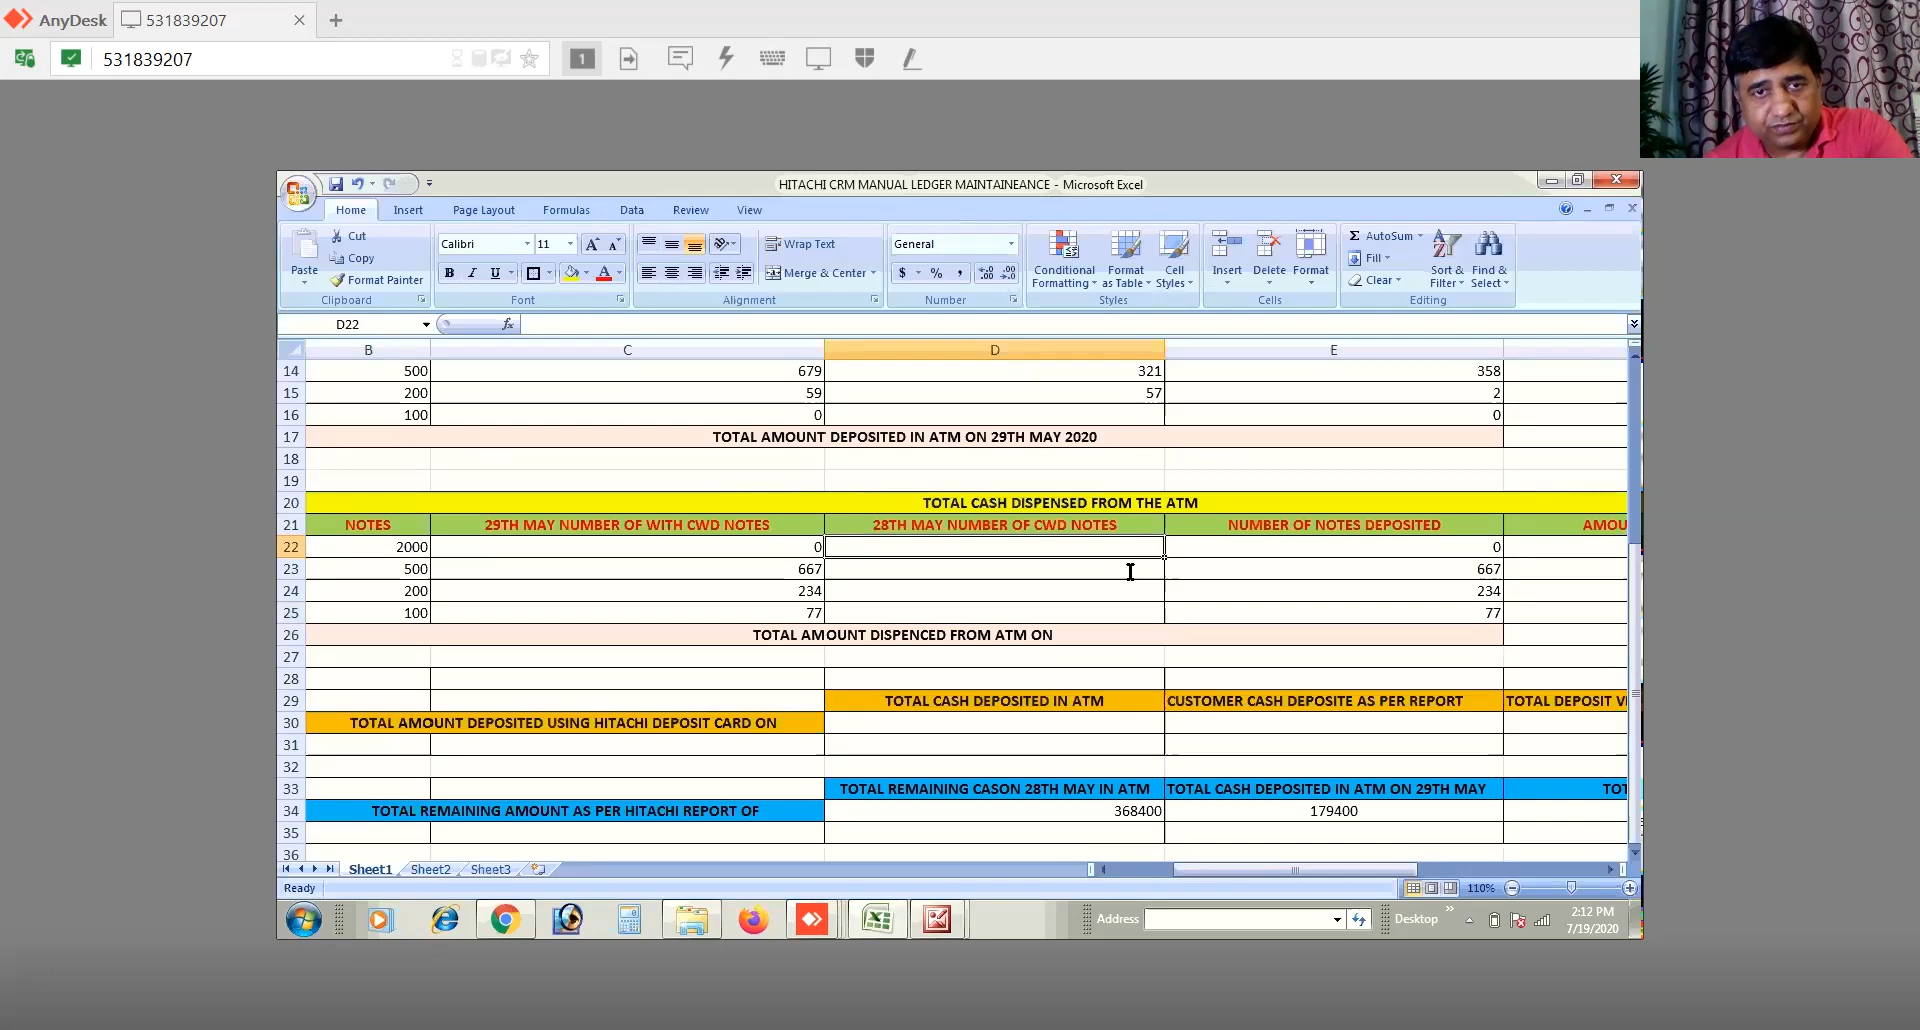 AnyDesk 531839207
531839207 1
HITACHI CRM MANUAL LEDGER MAINTAINEANCE - Microsoft Excel
Home Insert Page Layout Formulas Data Review View
Cut
Copy
Format Painter
Paste
Clipboard
Calibri 11
B I U
Font
Wrap Text
Merge & Center
Alignment
General
$ % ,
Number
Conditional Formatting
Format as Table
Cell Styles
Styles
Insert Delete Format
Cells
Σ AutoSum
Fill
Clear
Sort & Filter
Find & Select
Editing
D22 fx
B C D E
14 500 679 321 358
15 200 59 57 2
16 100 0 0
17 TOTAL AMOUNT DEPOSITED IN ATM ON 29TH MAY 2020
18
19
20 TOTAL CASH DISPENSED FROM THE ATM
21 NOTES 29TH MAY NUMBER OF WITH CWD NOTES 28TH MAY NUMBER OF CWD NOTES NUMBER OF NOTES DEPOSITED AMOU
22 2000 0 0
23 500 667 667
24 200 234 234
25 100 77 77
26 TOTAL AMOUNT DISPENCED FROM ATM ON
27
28
29 TOTAL CASH DEPOSITED IN ATM CUSTOMER CASH DEPOSITE AS PER REPORT TOTAL DEPOSIT VI
30 TOTAL AMOUNT DEPOSITED USING HITACHI DEPOSIT CARD ON
31
32
33 TOTAL REMAINING CASON 28TH MAY IN ATM TOTAL CASH DEPOSITED IN ATM ON 29TH MAY TOT
34 TOTAL REMAINING AMOUNT AS PER HITACHI REPORT OF 368400 179400
35
36
Sheet1 Sheet2 Sheet3
Ready 110%
Address Desktop 2:12 PM
7/19/2020